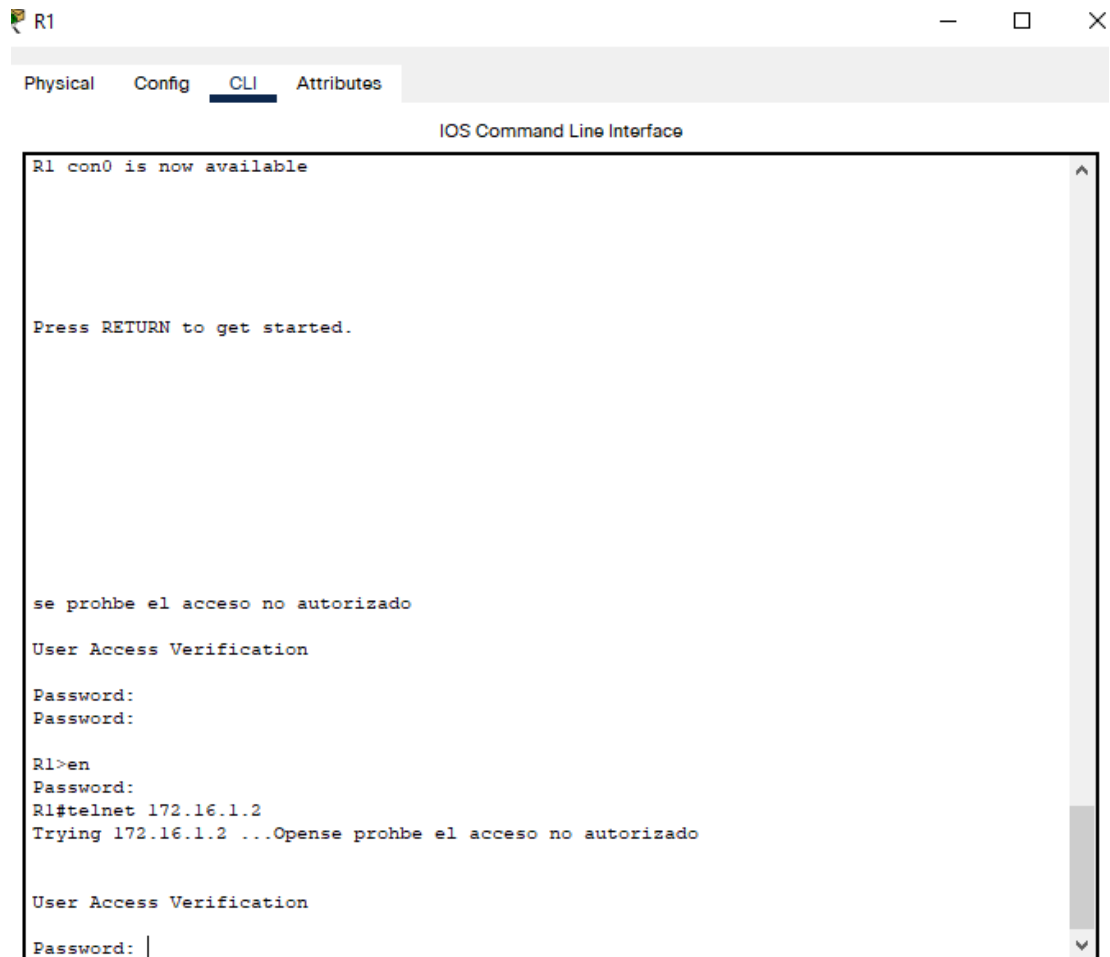 R1
Physical Config CLI Attributes
IOS Command Line Interface
R1 con0 is now available
Press RETURN to get started.
se prohbe el acceso no autorizado
User Access Verification
Password:
Password:
R1>en
Password:
R1#telnet 172.16.1.2
Trying 172.16.1.2 ...Opense prohbe el acceso no autorizado
User Access Verification
Password: